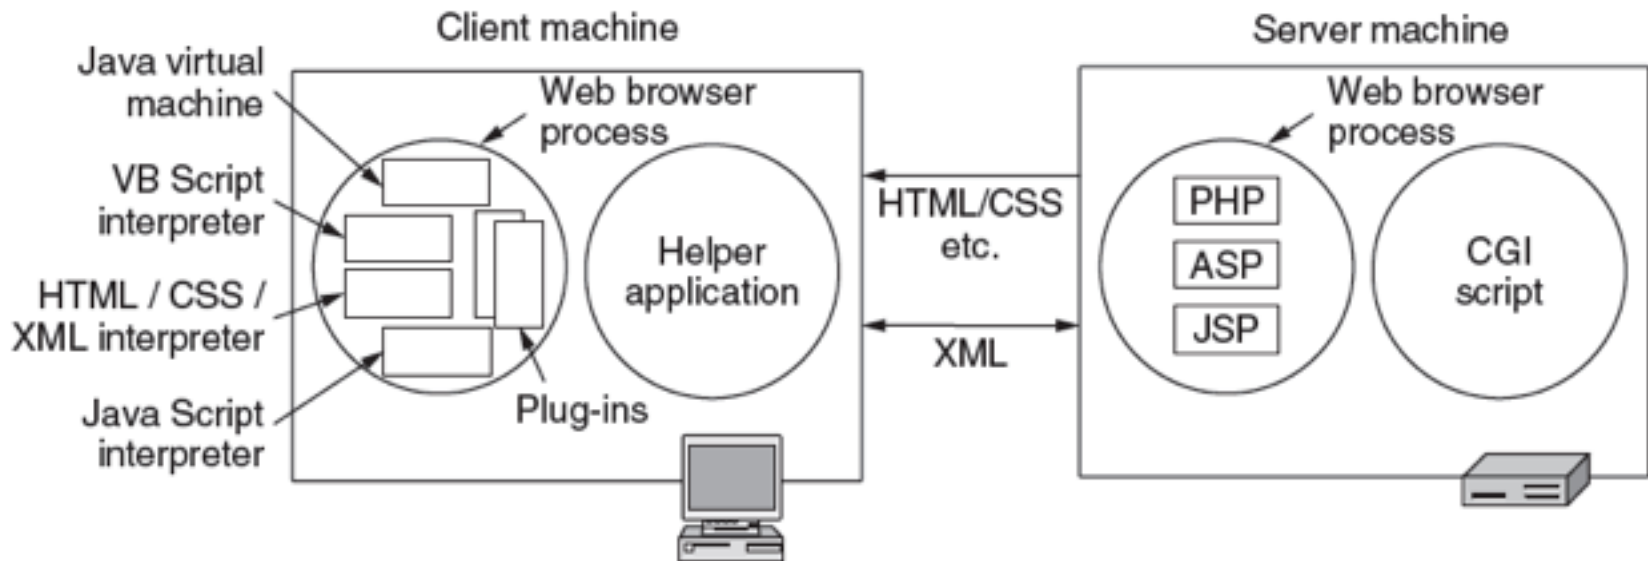 Client machine
Server machine
Java virtual
machine
Web browser
process
VB Script
interpreter
HTML / CSS /
XML interpreter
Java Script
interpreter
Plug-ins
Helper
application
HTML/CSS
etc.
XML
Web browser
process
PHP
ASP
JSP
CGI
script